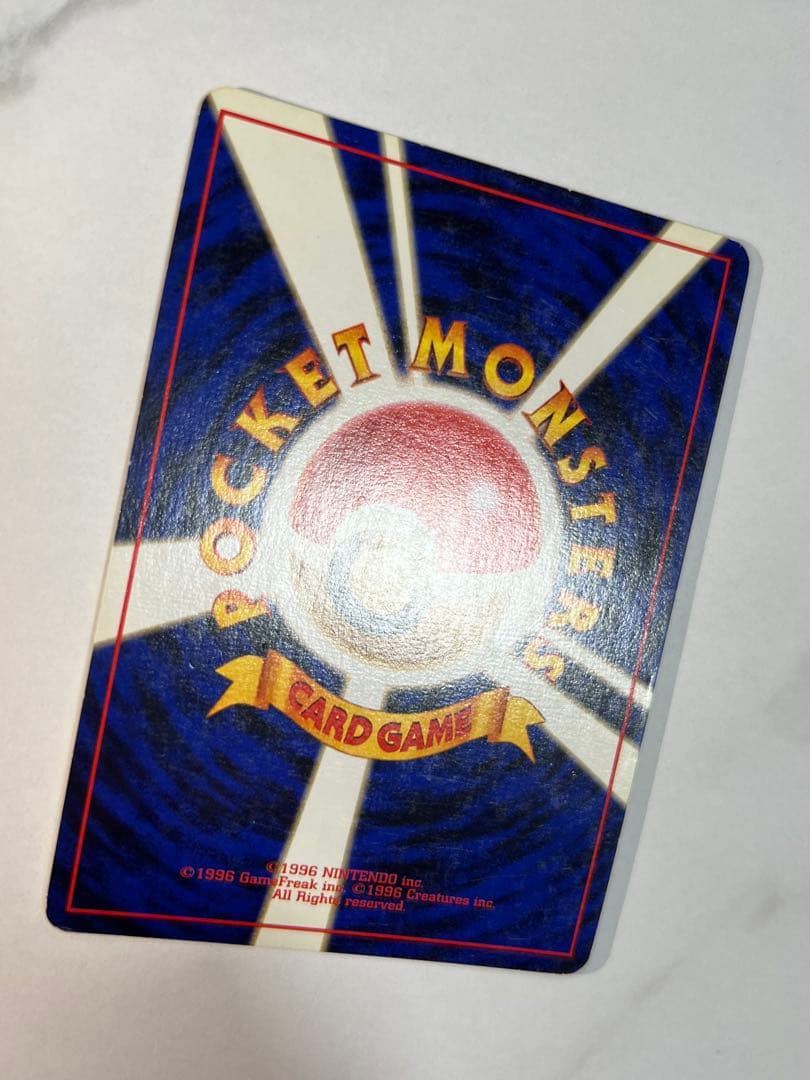 POCKET MONSTERS
CARD GAME
©1996 NINTENDO inc.
©1996 GameFreak inc. ©1996 Creatures inc.
All Rights reserved.